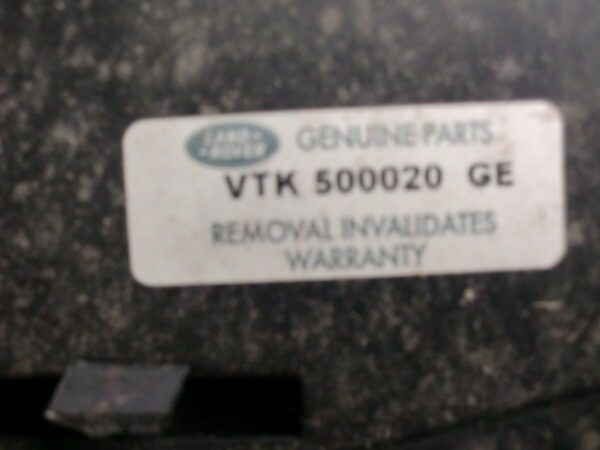 LAND ROVER GENUINE PARTS
VTK 500020 GE
REMOVAL INVALIDATES
WARRANTY